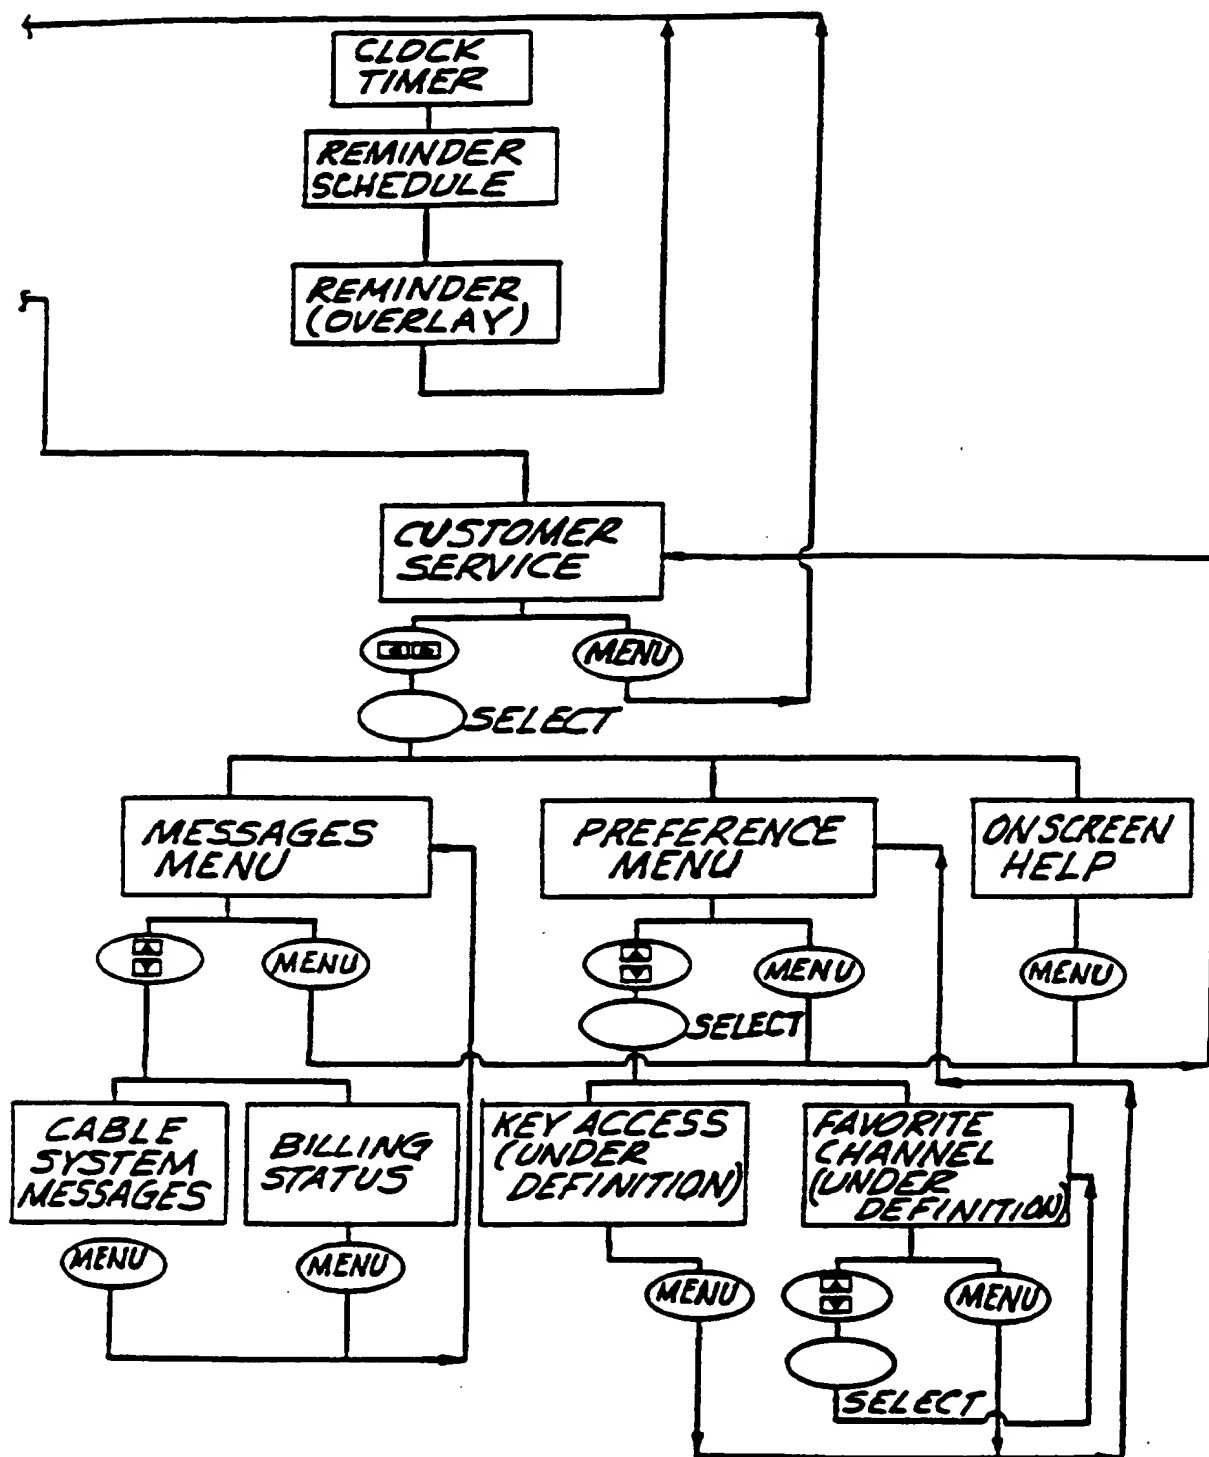 CLOCK
TIMER
REMINDER
SCHEDULE
REMINDER
(OVERLAY)
CUSTOMER
SERVICE
MENU
SELECT
MESSAGES
MENU
PREFERENCE
MENU
ON SCREEN
HELP
MENU
MENU
MENU
SELECT
CABLE
SYSTEM
MESSAGES
BILLING
STATUS
KEY ACCESS
(UNDER
DEFINITION)
FAVORITE
CHANNEL
(UNDER
DEFINITION)
MENU
MENU
MENU
MENU
SELECT